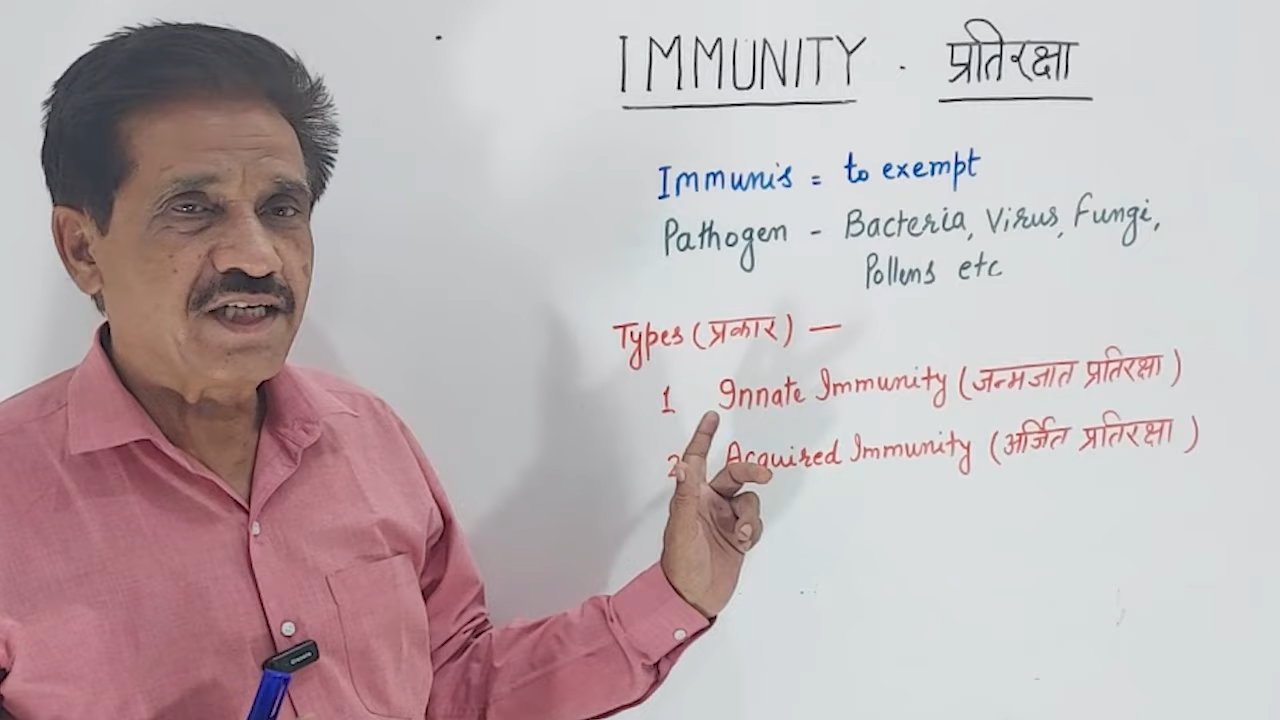 IMMUNITY . प्रतिरक्षा
Immunis = to exempt
Pathogen - Bacteria, Virus, Fungi,
Pollens etc
Types (प्रकार) —
1 Innate Immunity (जन्मजात प्रतिरक्षा)
2 Acquired Immunity (अर्जित प्रतिरक्षा)